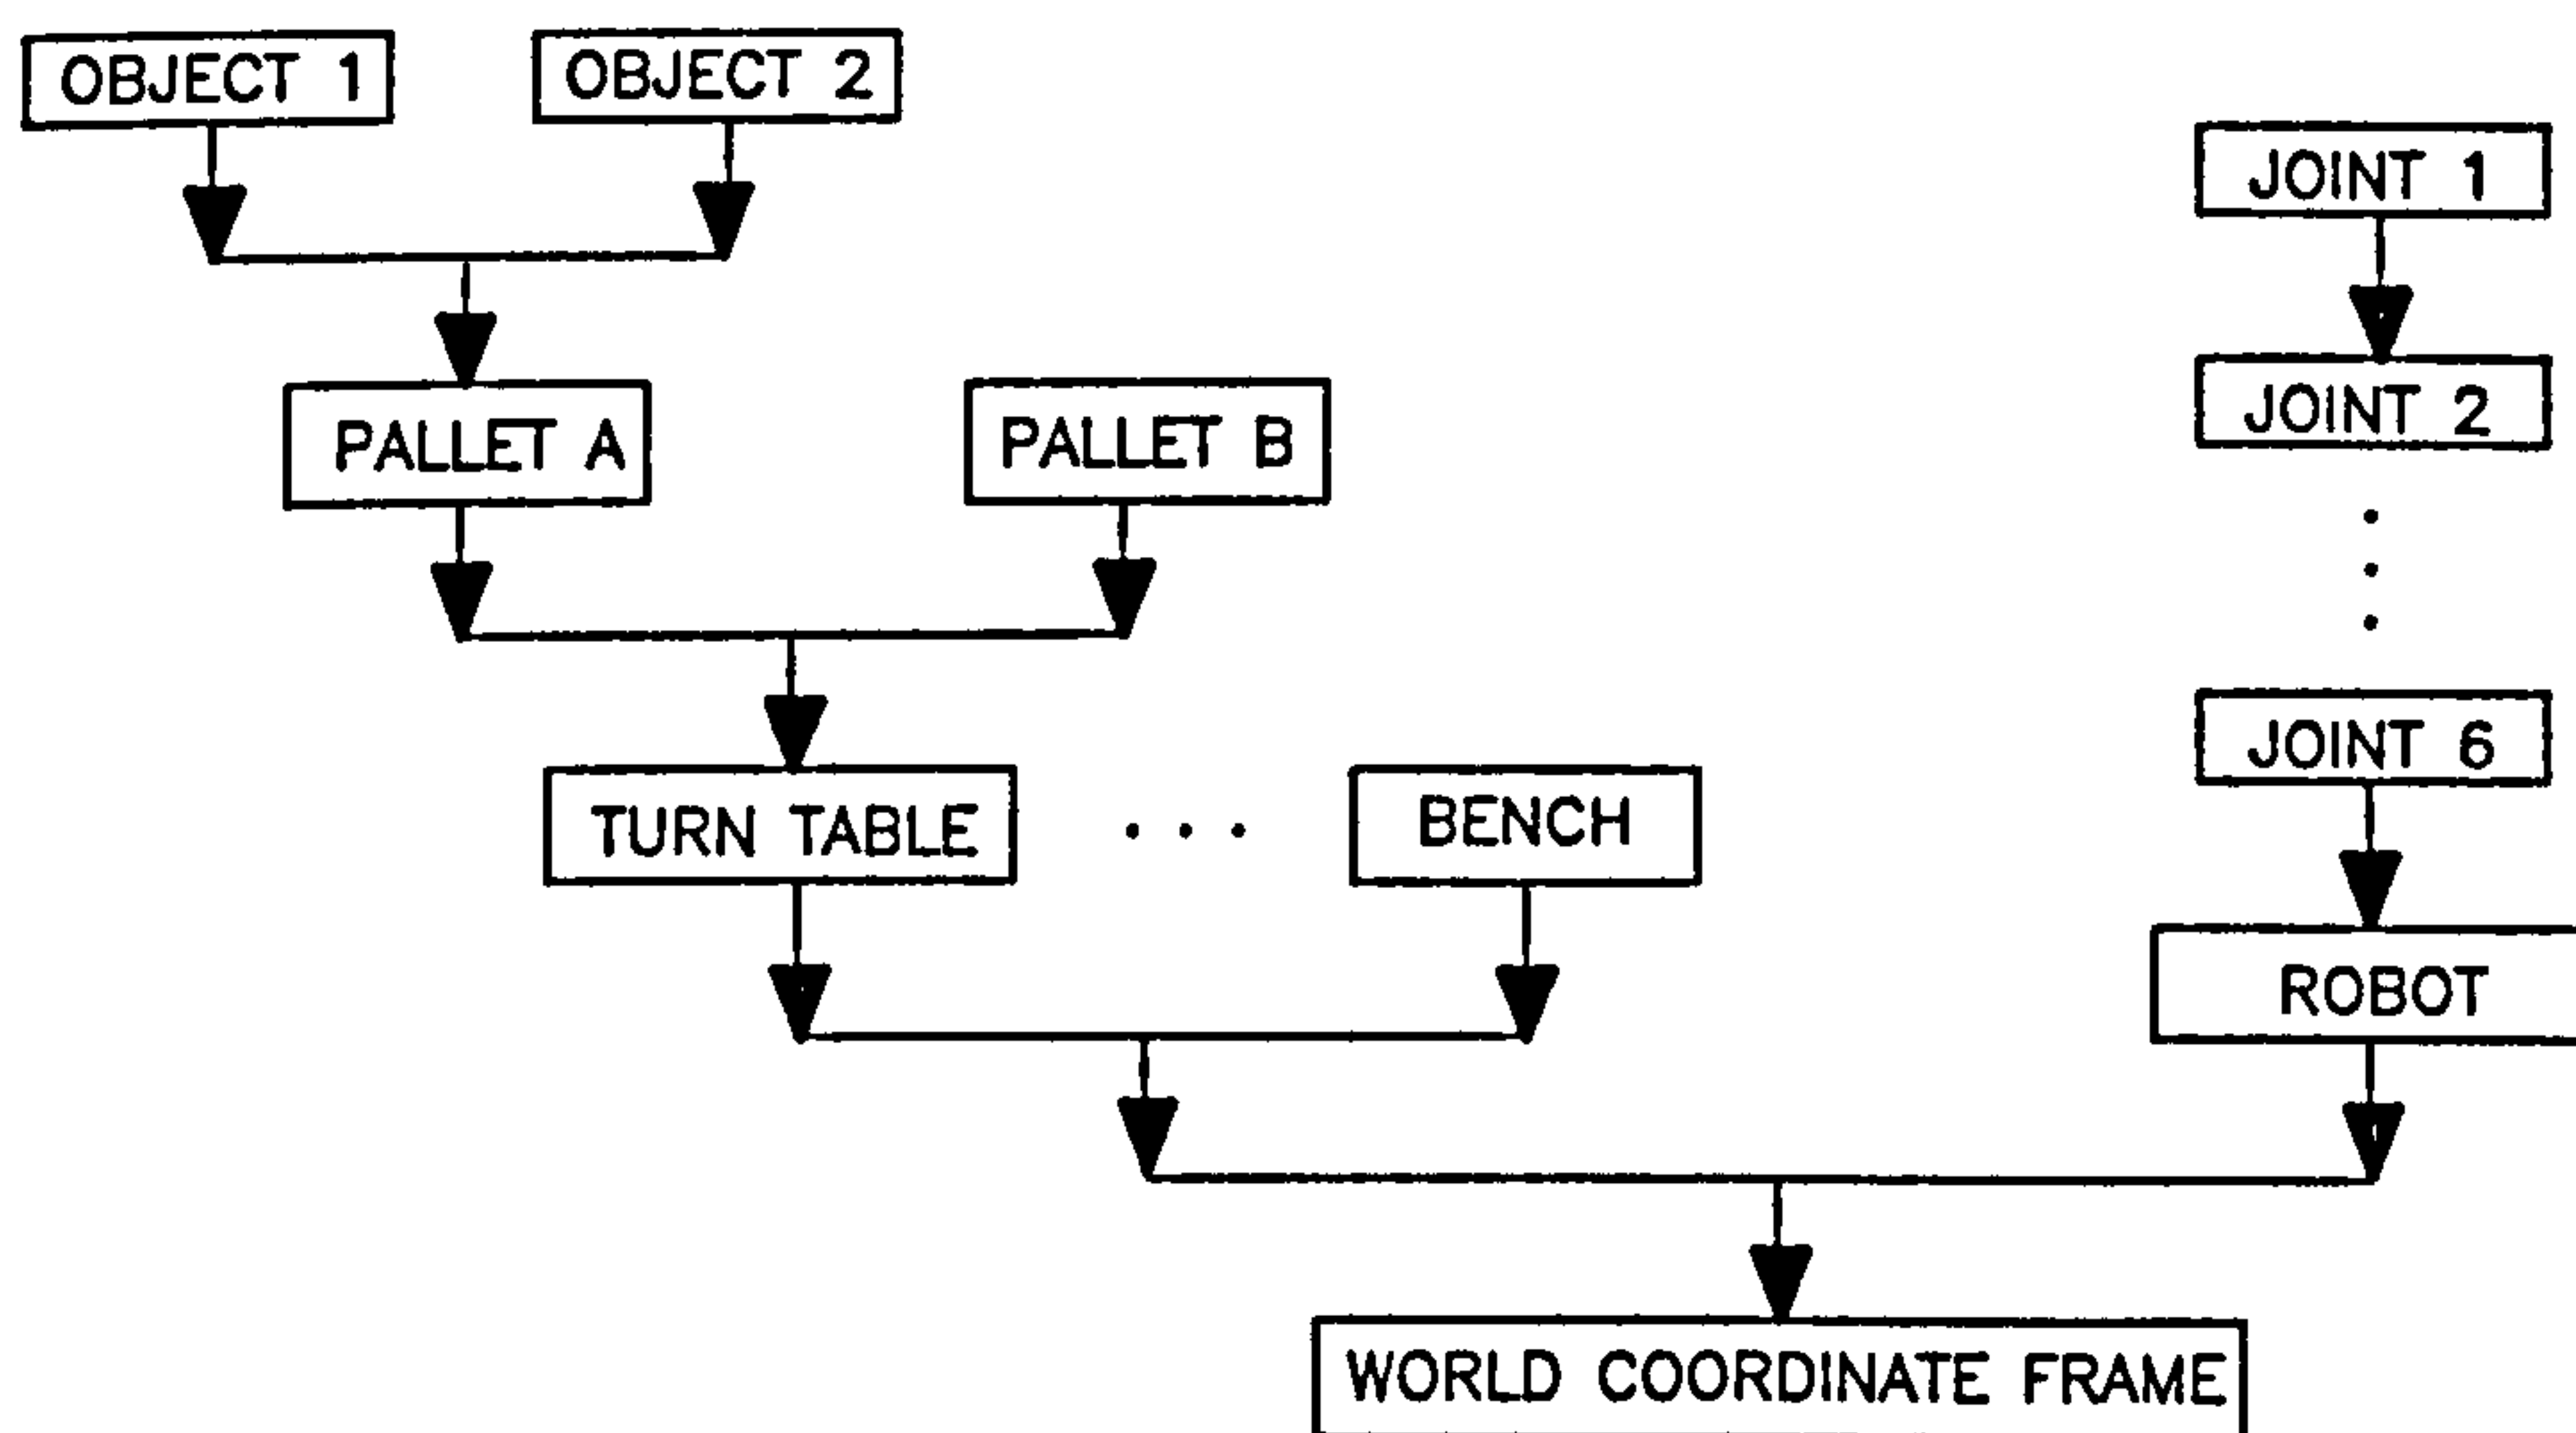 OBJECT 1
OBJECT 2
JOINT 1
JOINT 2
PALLET A
PALLET B
JOINT 6
TURN TABLE
. . .
BENCH
ROBOT
WORLD COORDINATE FRAME